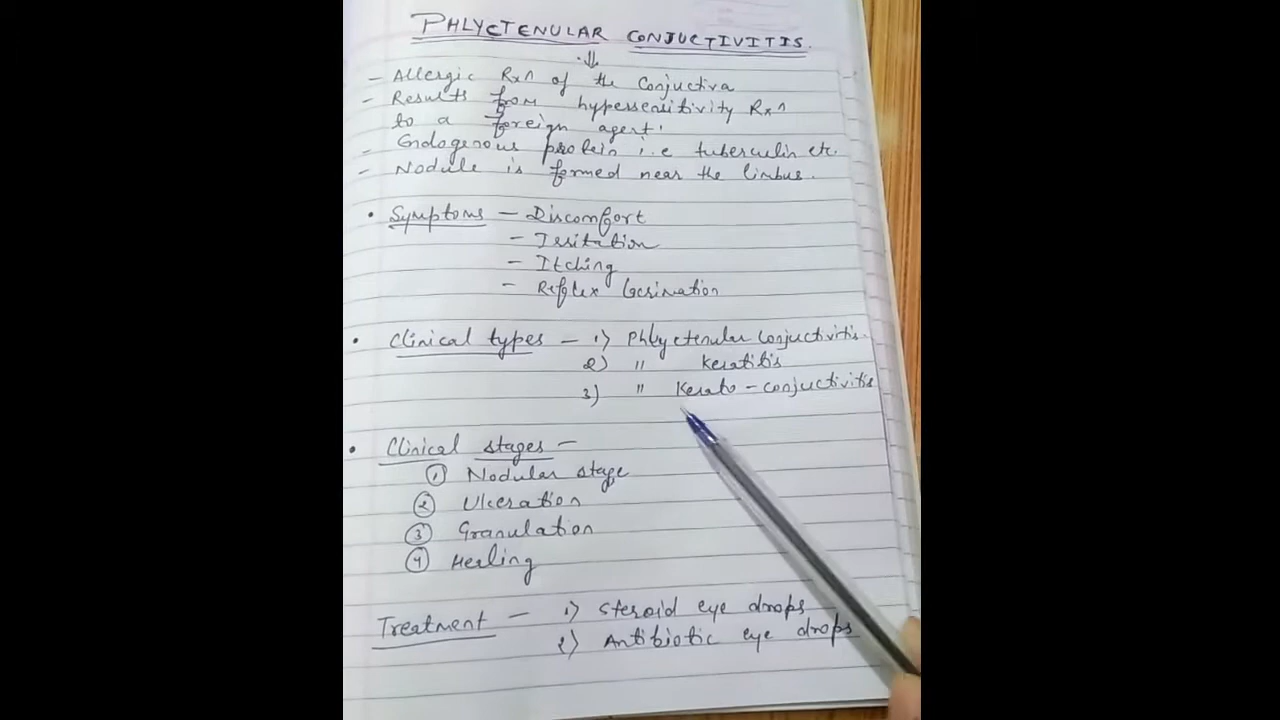 PHLYCTENULAR CONJUCTIVITIS.
⇓
- Allergic Rxn of the Conjuctiva
- Results from hypersensitivity Rxn
to a foreign agent.
- Endogenous protein i.e tuberculin etc.
- Nodule is formed near the limbus.
• Symptoms - Discomfort
- Irritation
- Itching
- Reflex lacrimation
• Clinical types - 1) Phlyctenular Conjuctivitis.
2) " Keratitis
3) " Kerato-conjuctivitis
• Clinical stages -
① Nodular stage
② Ulceration
③ Granulation
④ Healing
Treatment - 1) Steroid eye drops
2) Antibiotic eye drops